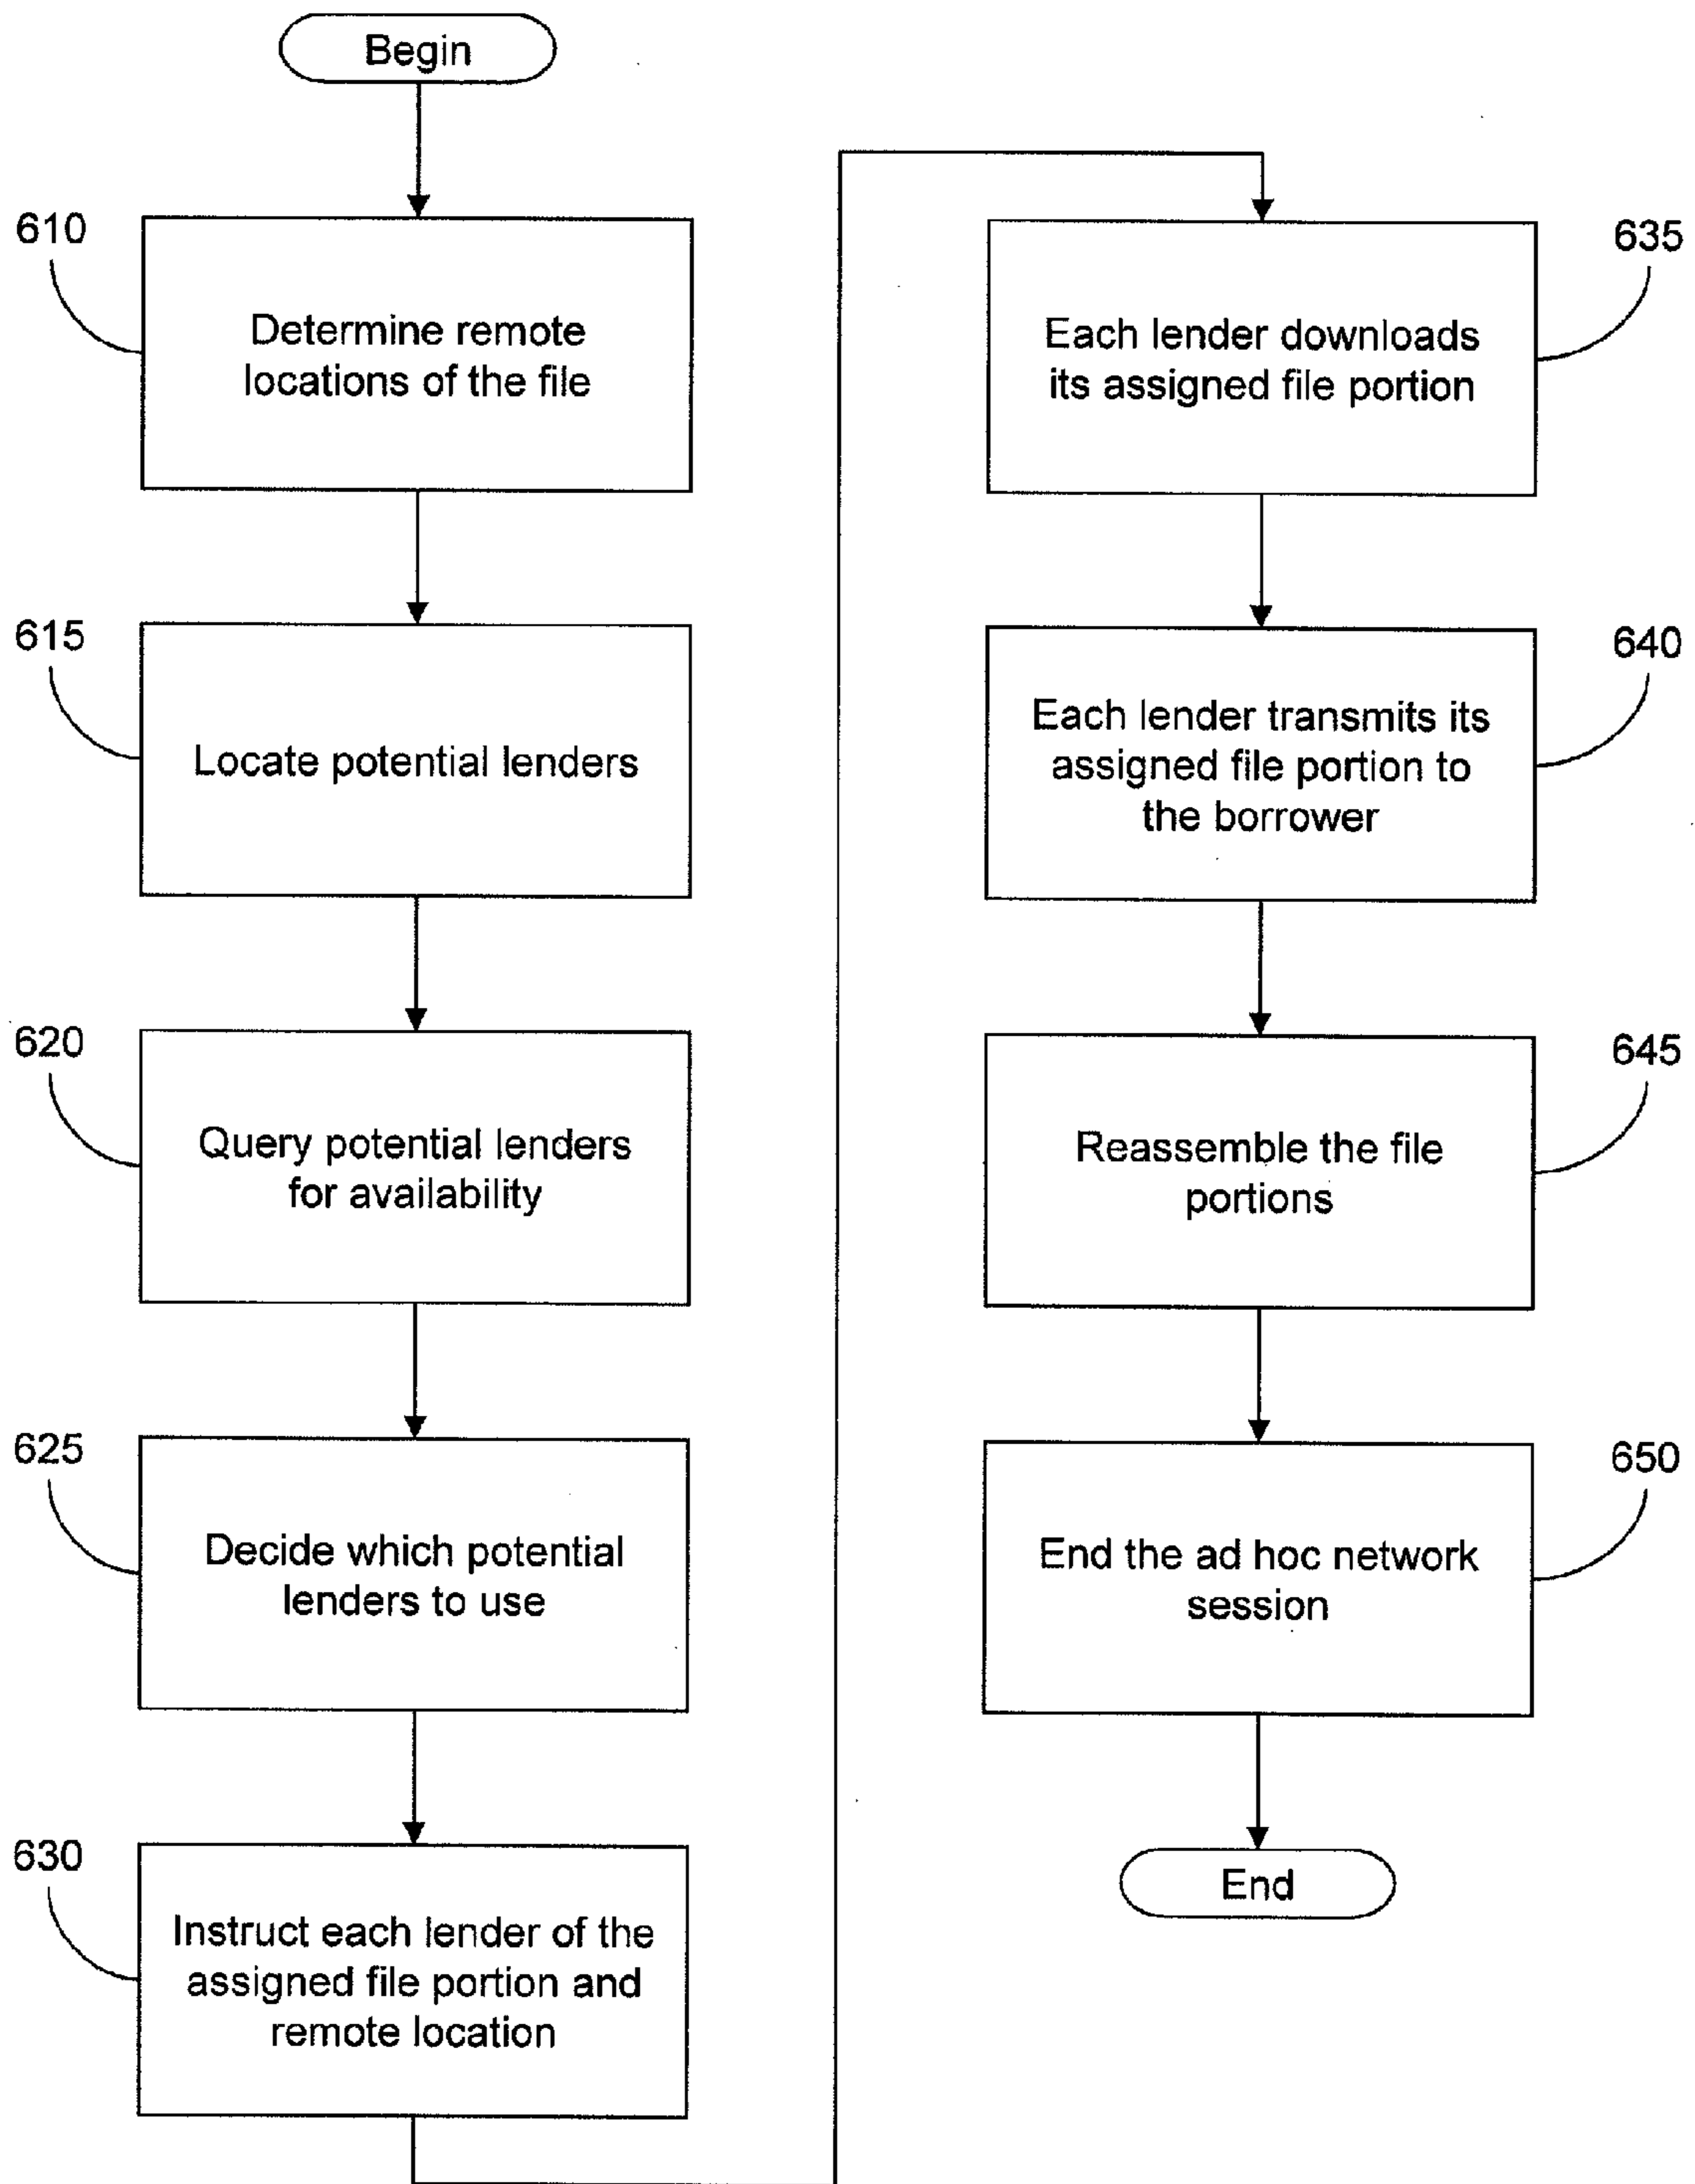 Begin
610
Determine remote
locations of the file
615
Locate potential lenders
620
Query potential lenders
for availability
625
Decide which potential
lenders to use
630
Instruct each lender of the
assigned file portion and
remote location
635
Each lender downloads
its assigned file portion
640
Each lender transmits its
assigned file portion to
the borrower
645
Reassemble the file
portions
650
End the ad hoc network
session
End